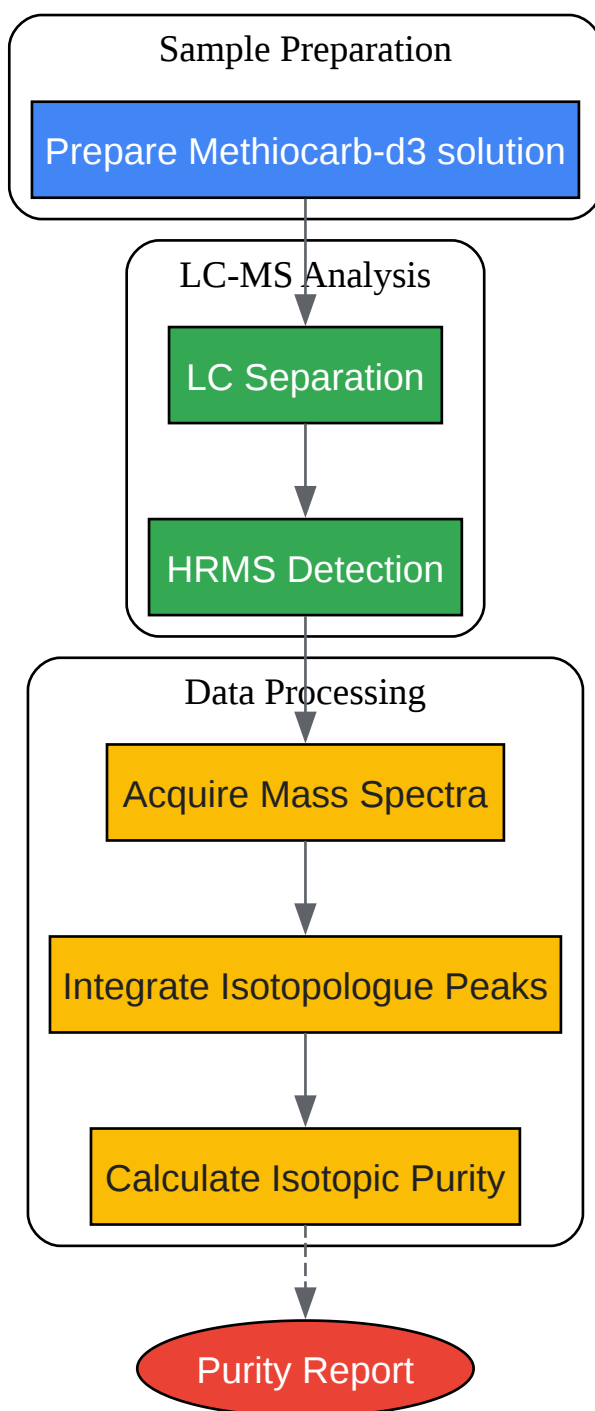 Sample Preparation
Prepare Methiocarb-d3 solution
LC-MS Analysis
LC Separation
HRMS Detection
Data Processing
Acquire Mass Spectra
Integrate Isotopologue Peaks
Calculate Isotopic Purity
Purity Report